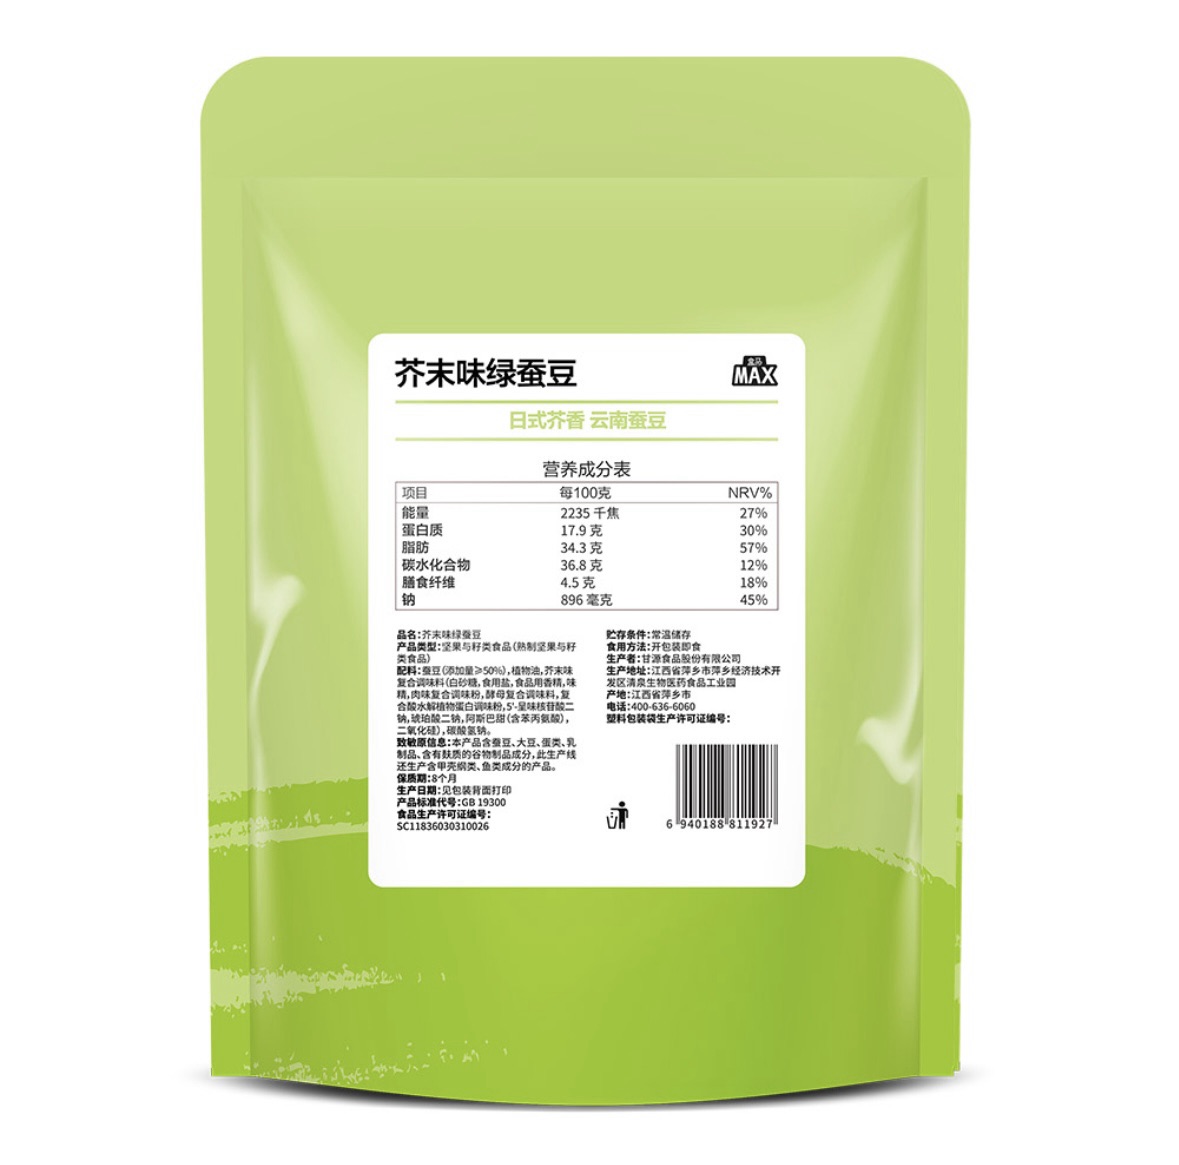 芥末味绿蚕豆
盒马
MAX
日式芥香 云南蚕豆
营养成分表
项目 每100克 NRV%
能量 2235 千焦 27%
蛋白质 17.9 克 30%
脂肪 34.3 克 57%
碳水化合物 36.8 克 12%
膳食纤维 4.5 克 18%
钠 896 毫克 45%
品名:芥末味绿蚕豆
产品类型:坚果与籽类食品(熟制坚果与籽
类食品)
配料:蚕豆(添加量≥50%),植物油,芥末味
复合调味料(白砂糖,食用盐,食品用香精,味
精,肉味复合调味粉,酵母复合调味料,复
合酸水解植物蛋白调味粉,5'-呈味核苷酸二
钠,琥珀酸二钠,阿斯巴甜(含苯丙氨酸),
二氧化硅),碳酸氢钠。
致敏原信息:本产品含蚕豆、大豆、蛋类、乳
制品、含有麸质的谷物制品成分,此生产线
还生产含甲壳纲类、鱼类成分的产品。
保质期:8个月
生产日期:见包装背面打印
产品标准代号:GB 19300
食品生产许可证编号:
SC11836030310026
贮存条件:常温储存
食用方法:开包装即食
生产者:甘源食品股份有限公司
生产地址:江西省萍乡市萍乡经济技术开
发区清泉生物医药食品工业园
产地:江西省萍乡市
电话:400-636-6060
塑料包装袋生产许可证编号:
6 940188 811927